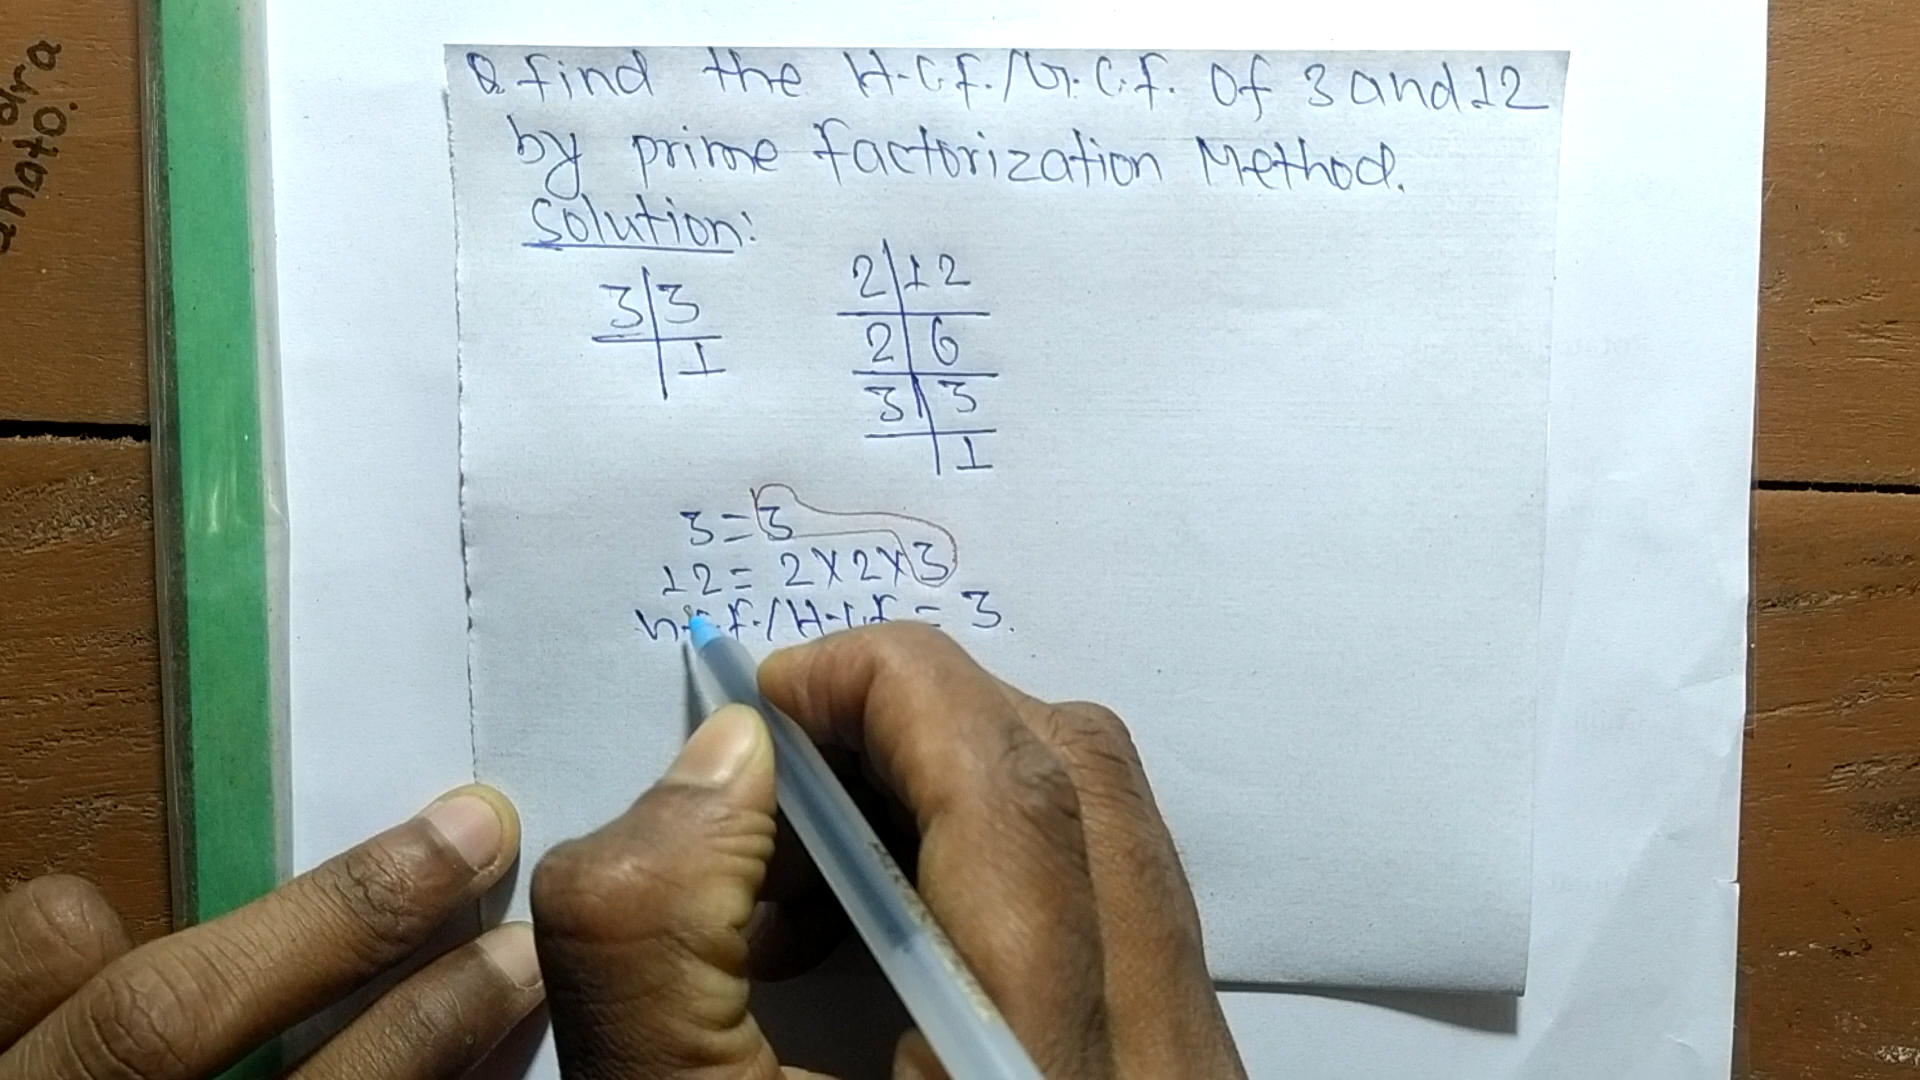 Q find the H.C.F./G.C.F. of 3 and 12
by prime factorization Method.
Solution:
3 3
1
2 12
2 6
3 3
1
3 = 3
12 = 2×2×3
/H.C.F = 3.